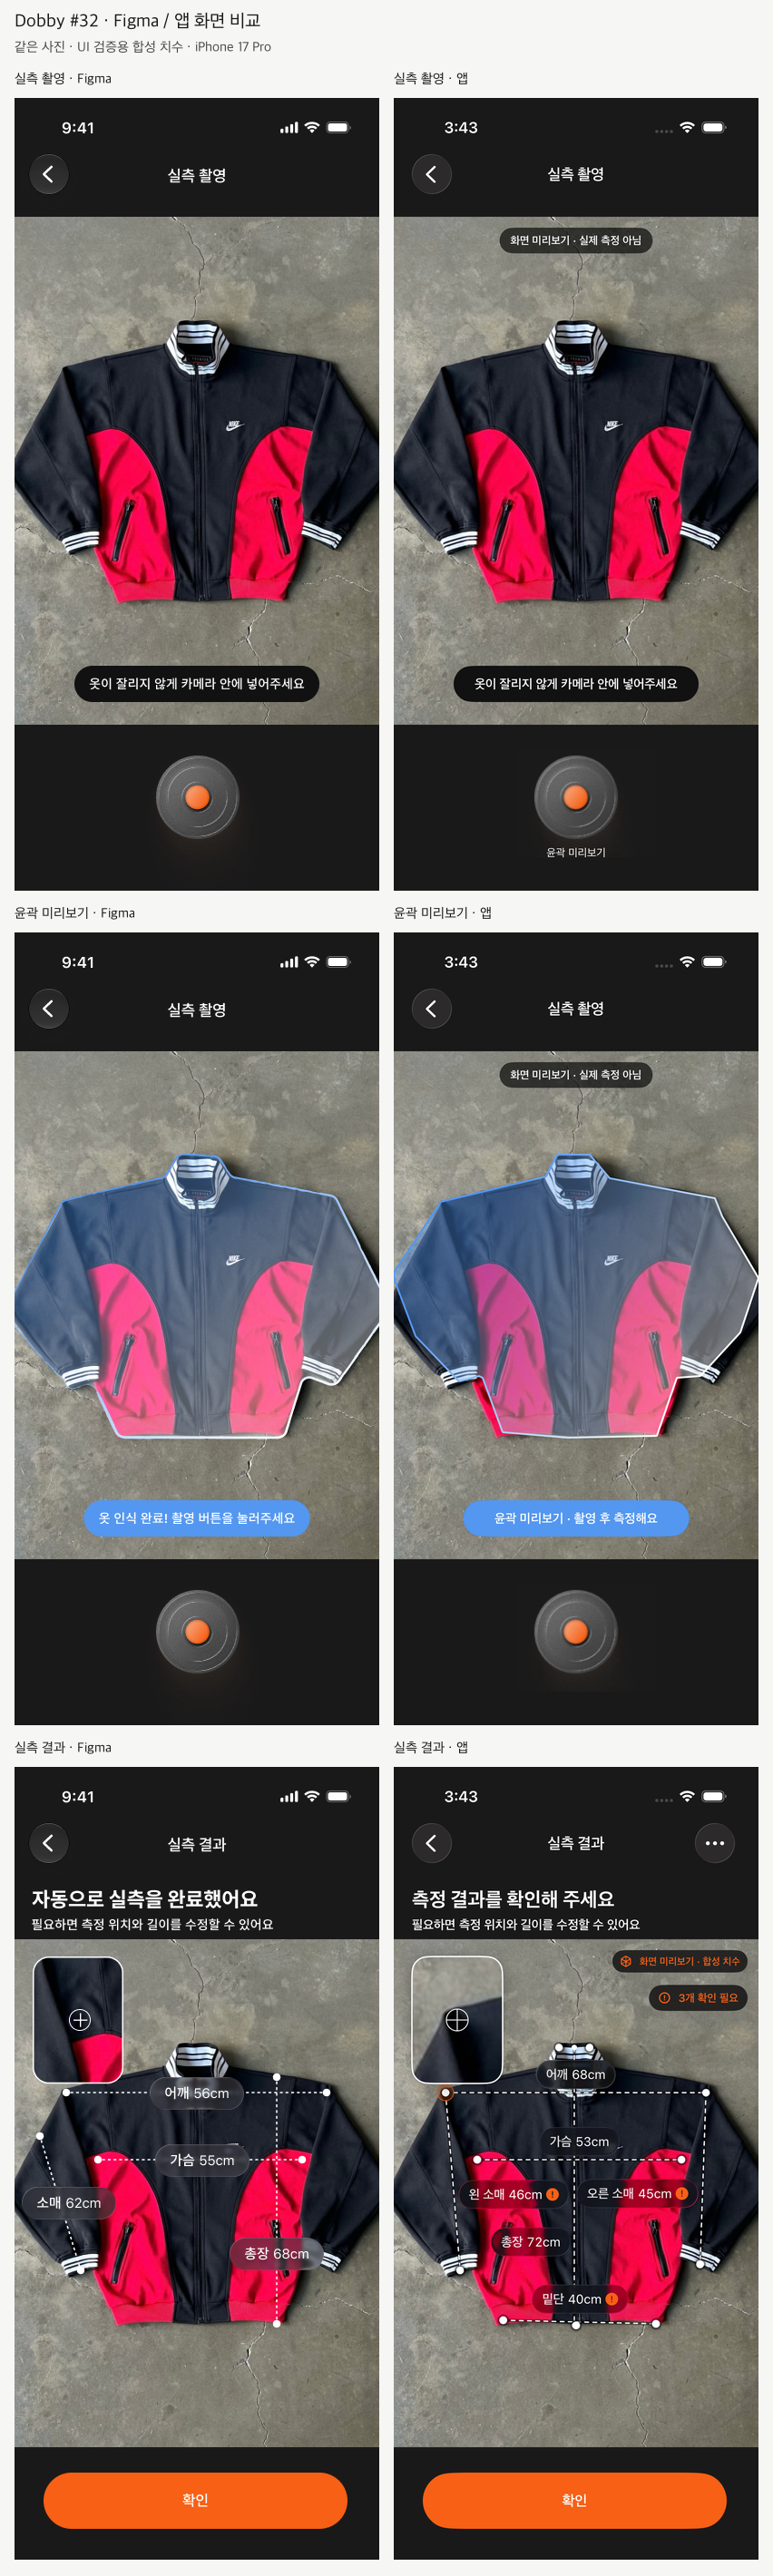 Dobby #32 · Figma / 앱 화면 비교
같은 사진 · UI 검증용 합성 치수 · iPhone 17 Pro
실측 촬영 · Figma
실측 촬영 · 앱
9:41
실측 촬영
NIKE
옷이 잘리지 않게 카메라 안에 넣어주세요
3:43
실측 촬영
화면 미리보기 · 실제 측정 아님
NIKE
옷이 잘리지 않게 카메라 안에 넣어주세요
윤곽 미리보기
윤곽 미리보기 · Figma
윤곽 미리보기 · 앱
9:41
실측 촬영
NIKE
옷 인식 완료! 촬영 버튼을 눌러주세요
3:43
실측 촬영
화면 미리보기 · 실제 측정 아님
NIKE
윤곽 미리보기 · 촬영 후 측정해요
실측 결과 · Figma
실측 결과 · 앱
9:41
실측 결과
자동으로 실측을 완료했어요
필요하면 측정 위치와 길이를 수정할 수 있어요
어깨 56cm
가슴 55cm
소매 62cm
총장 68cm
확인
3:43
실측 결과
측정 결과를 확인해 주세요
필요하면 측정 위치와 길이를 수정할 수 있어요
화면 미리보기 · 합성 치수
3개 확인 필요
어깨 68cm
가슴 53cm
왼 소매 46cm !
오른 소매 45cm !
총장 72cm
밑단 40cm !
확인